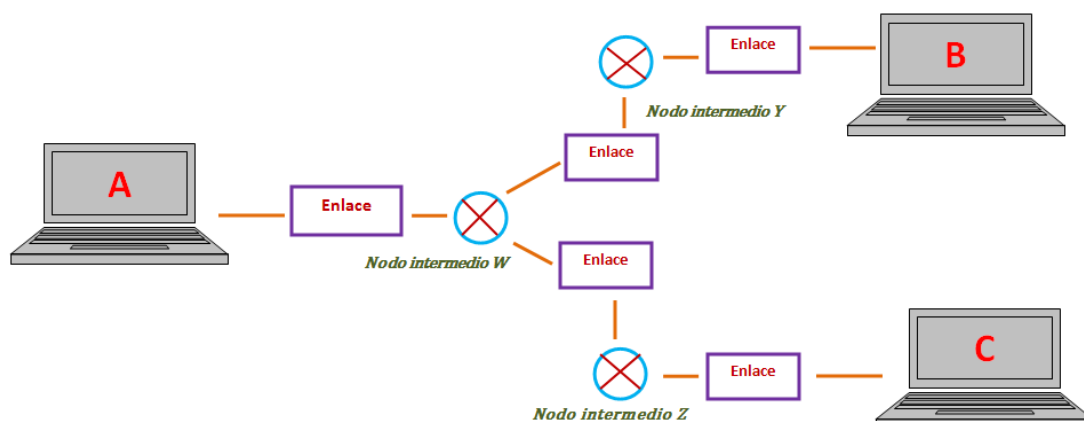 Enlace
B
Nodo intermedio Y
Enlace
A
Enlace
Nodo intermedio W
Enlace
C
Enlace
Nodo intermedio Z